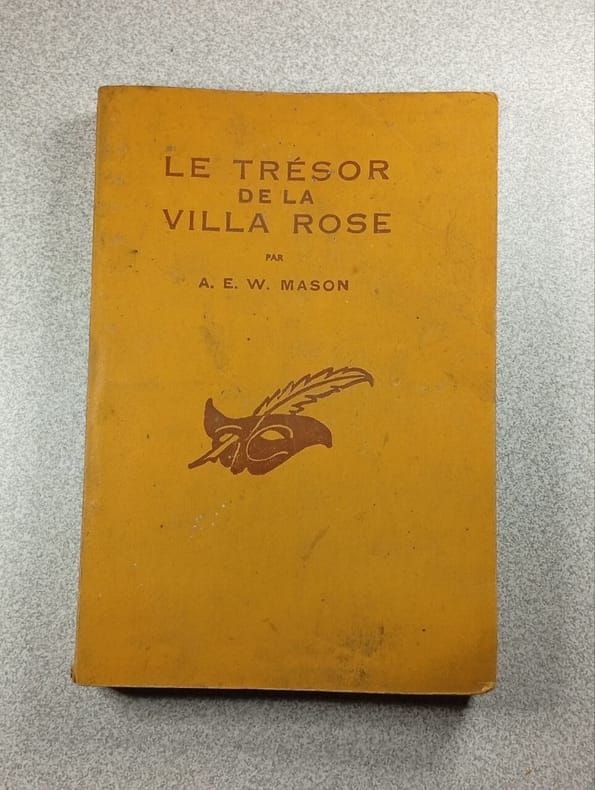 LE TRÉSOR
DE LA
VILLA ROSE
PAR
A. E. W. MASON